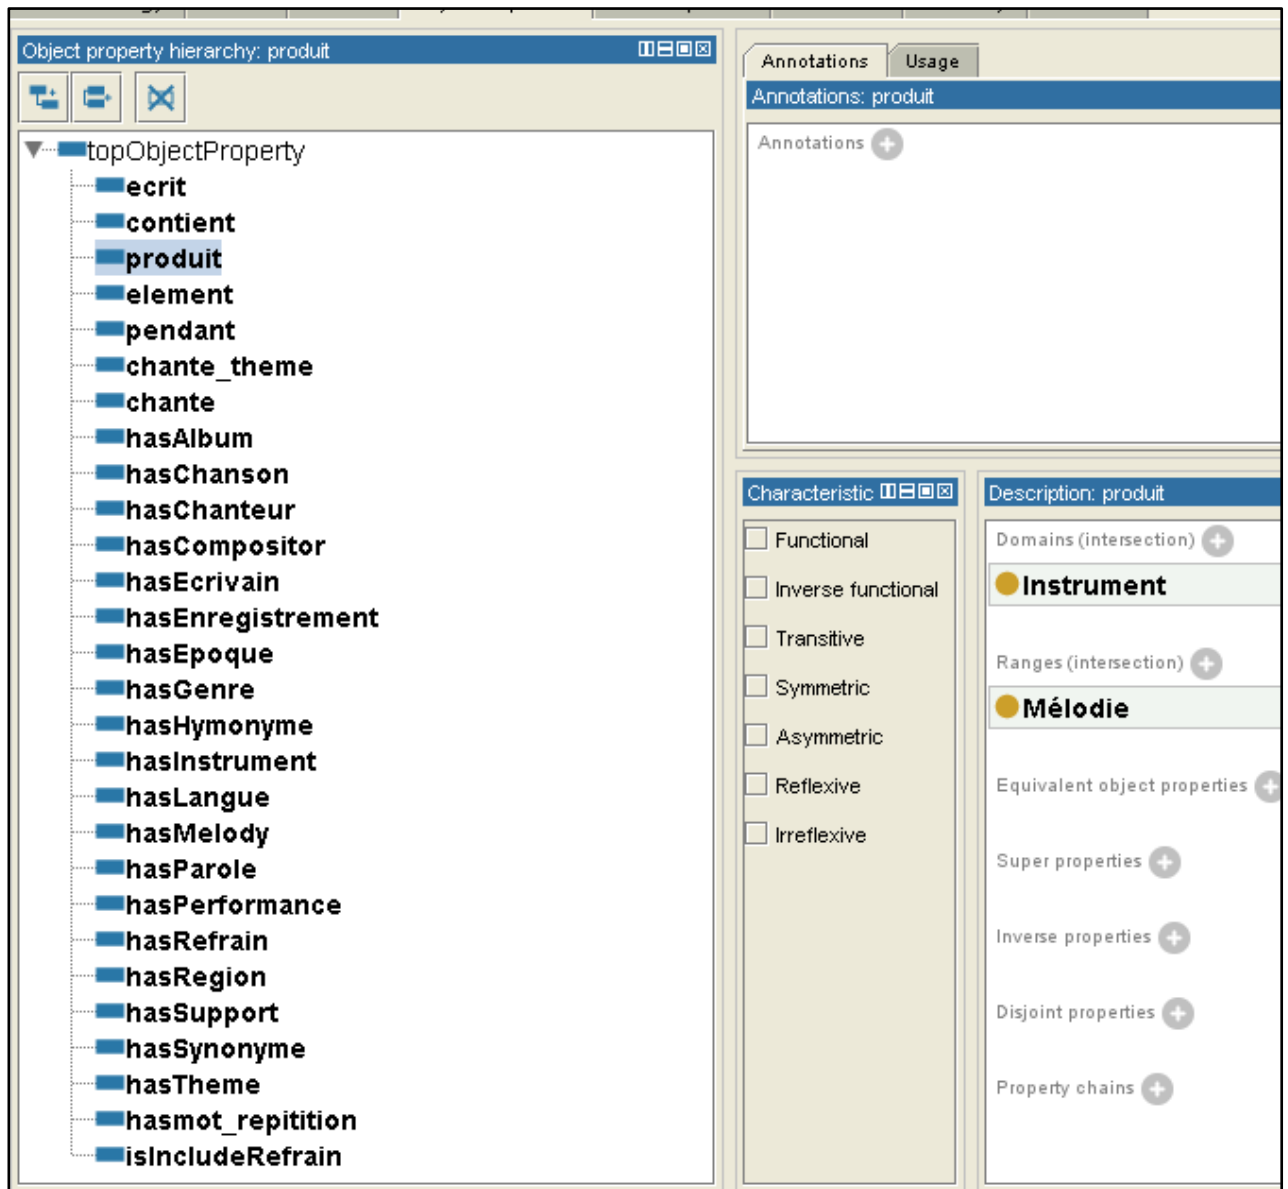 Object property hierarchy: produit
topObjectProperty
ecrit
contient
produit
element
pendant
chante_theme
chante
hasAlbum
hasChanson
hasChanteur
hasCompositor
hasEcrivain
hasEnregistrement
hasEpoque
hasGenre
hasHymonyme
hasInstrument
hasLangue
hasMelody
hasParole
hasPerformance
hasRefrain
hasRegion
hasSupport
hasSynonyme
hasTheme
hasmot_repitition
isIncludeRefrain
Annotations Usage
Annotations: produit
Annotations
Characteristic
Functional
Inverse functional
Transitive
Symmetric
Asymmetric
Reflexive
Irreflexive
Description: produit
Domains (intersection)
Instrument
Ranges (intersection)
Mélodie
Equivalent object properties
Super properties
Inverse properties
Disjoint properties
Property chains